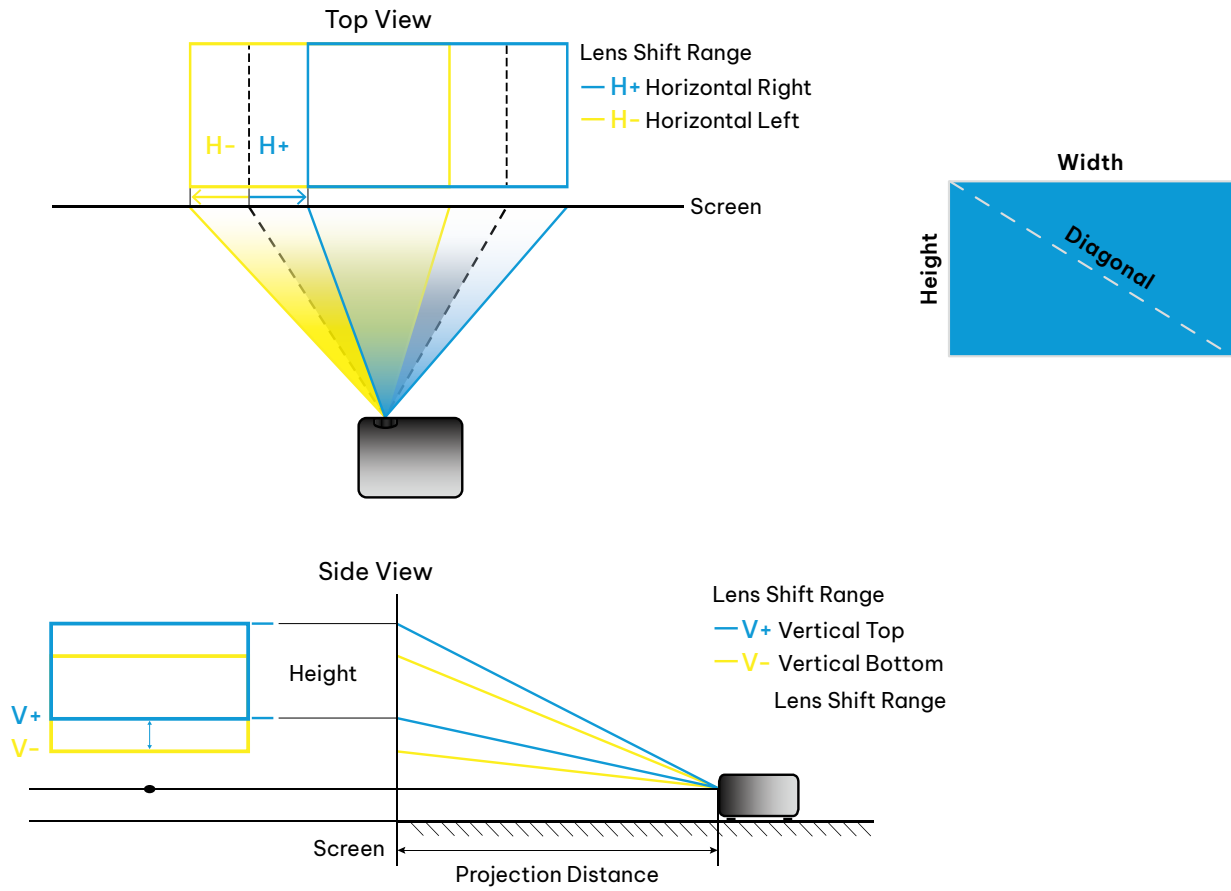 Top View
Lens Shift Range
H+ Horizontal Right
H- Horizontal Left
H- H+
Screen
Width
Height
Diagonal
Side View
Lens Shift Range
V+ Vertical Top
V- Vertical Bottom
Lens Shift Range
Height
V+
V-
Screen
Projection Distance